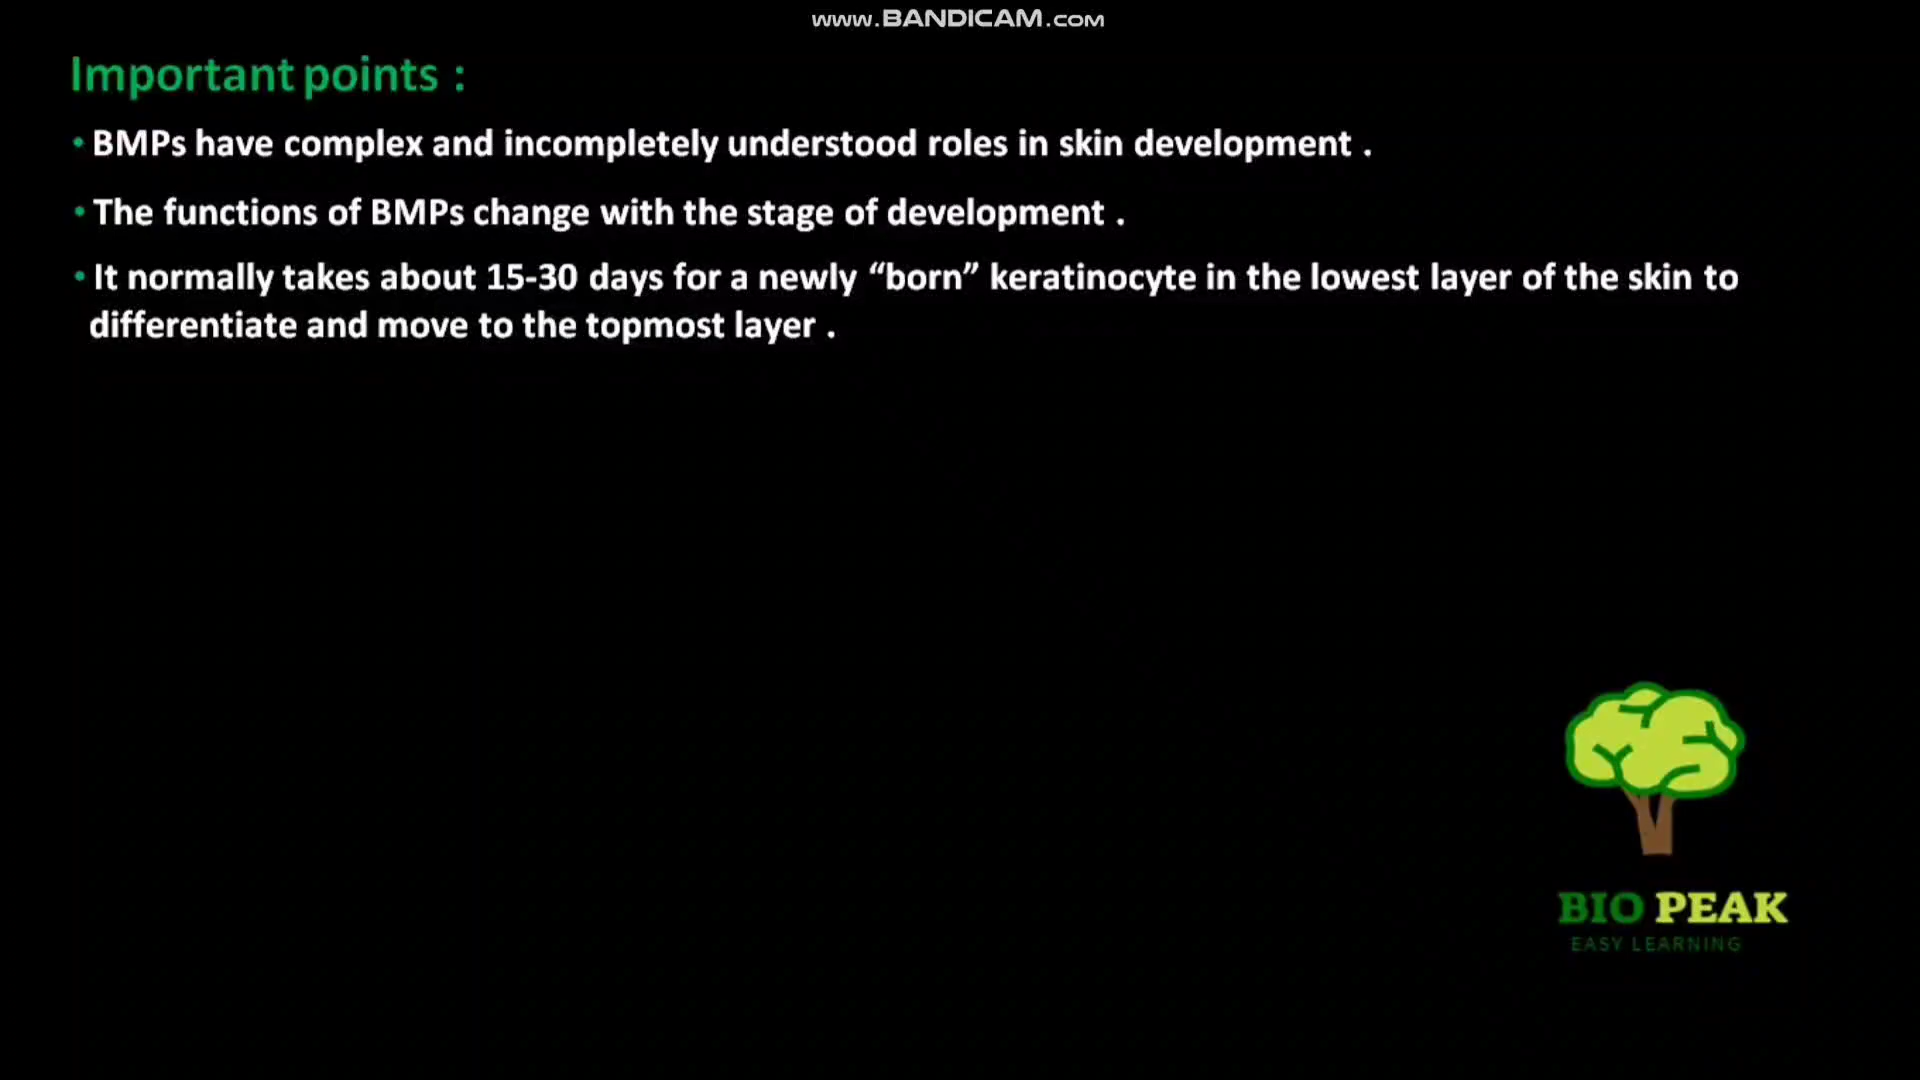 www.BANDICAM.com
Important points :
• BMPs have complex and incompletely understood roles in skin development .
• The functions of BMPs change with the stage of development .
• It normally takes about 15-30 days for a newly “born” keratinocyte in the lowest layer of the skin to
differentiate and move to the topmost layer .
BIO PEAK
EASY LEARNING